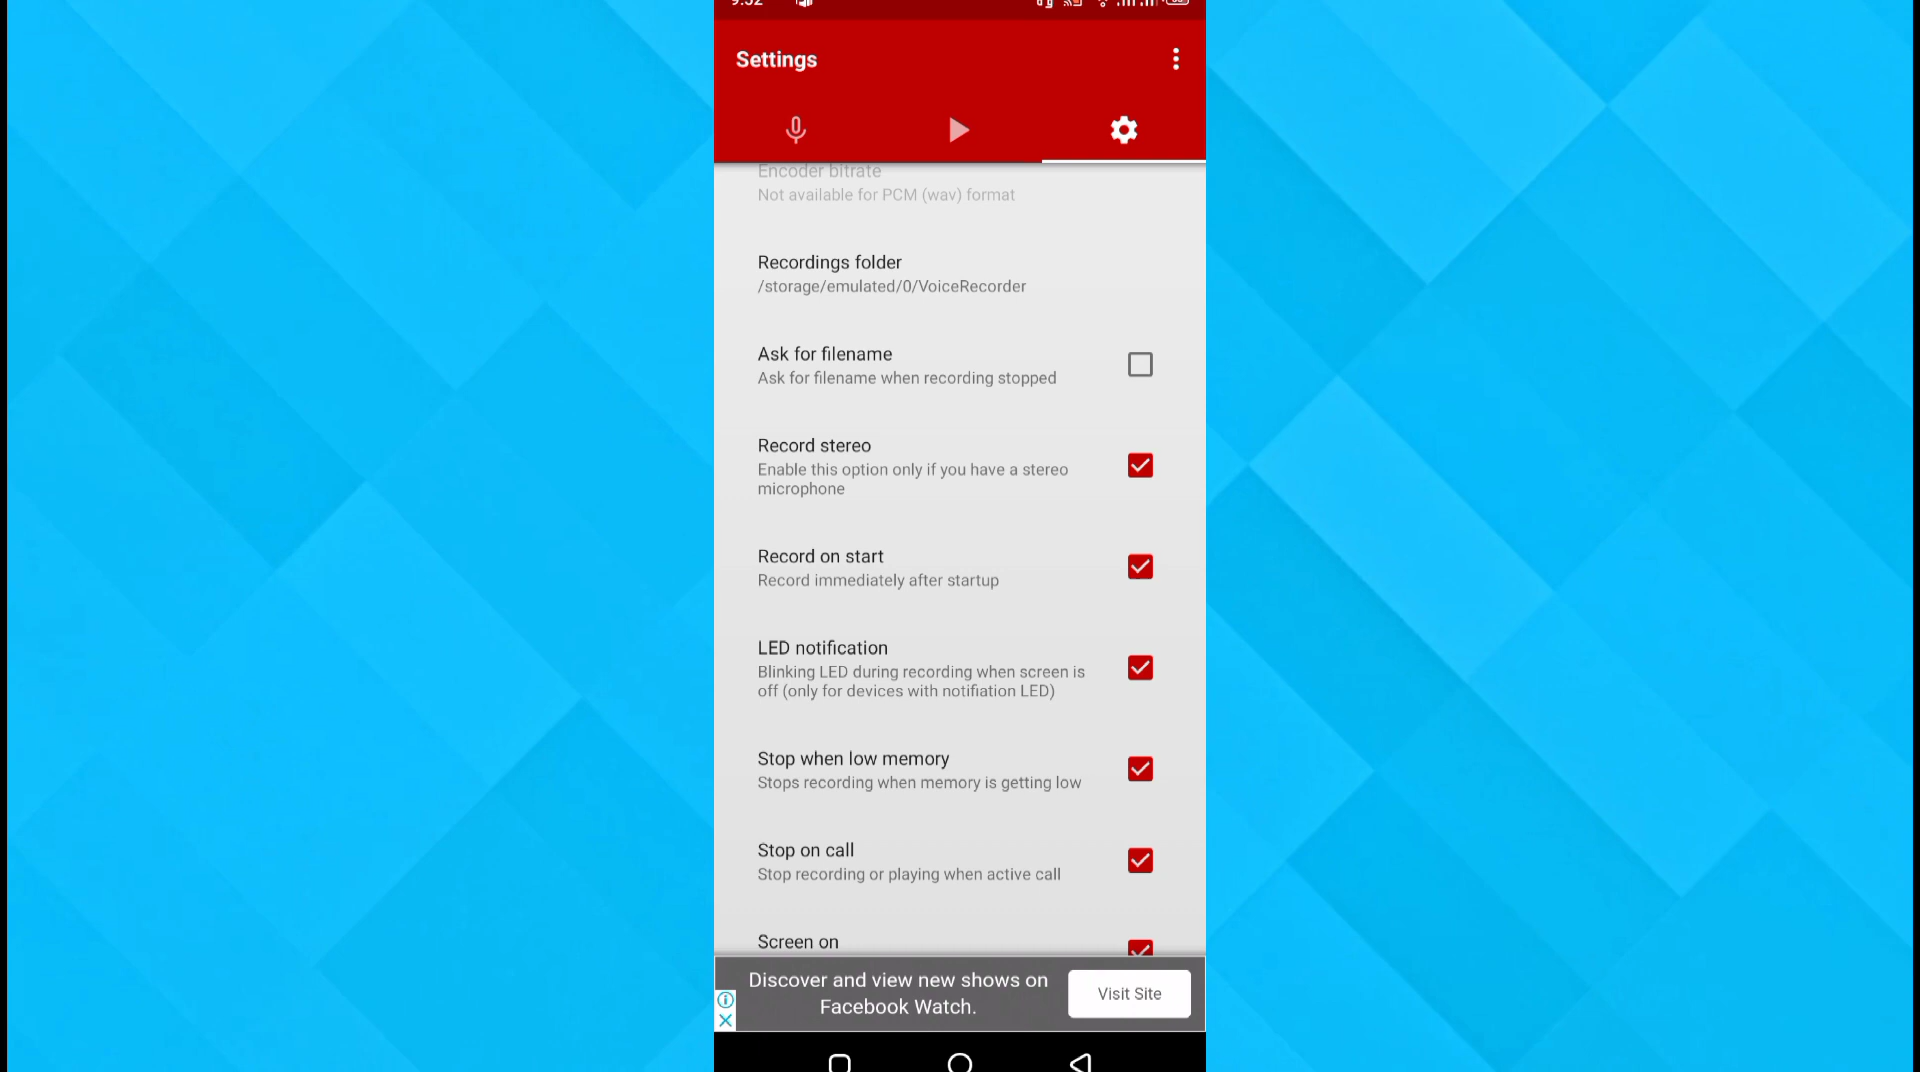 Settings
Encoder bitrate
Not available for PCM (wav) format
Recordings folder
/storage/emulated/0/VoiceRecorder
Ask for filename
Ask for filename when recording stopped
Record stereo
Enable this option only if you have a stereo
microphone
Record on start
Record immediately after startup
LED notification
Blinking LED during recording when screen is
off (only for devices with notifiation LED)
Stop when low memory
Stops recording when memory is getting low
Stop on call
Stop recording or playing when active call
Screen on
Discover and view new shows on
Facebook Watch.
Visit Site